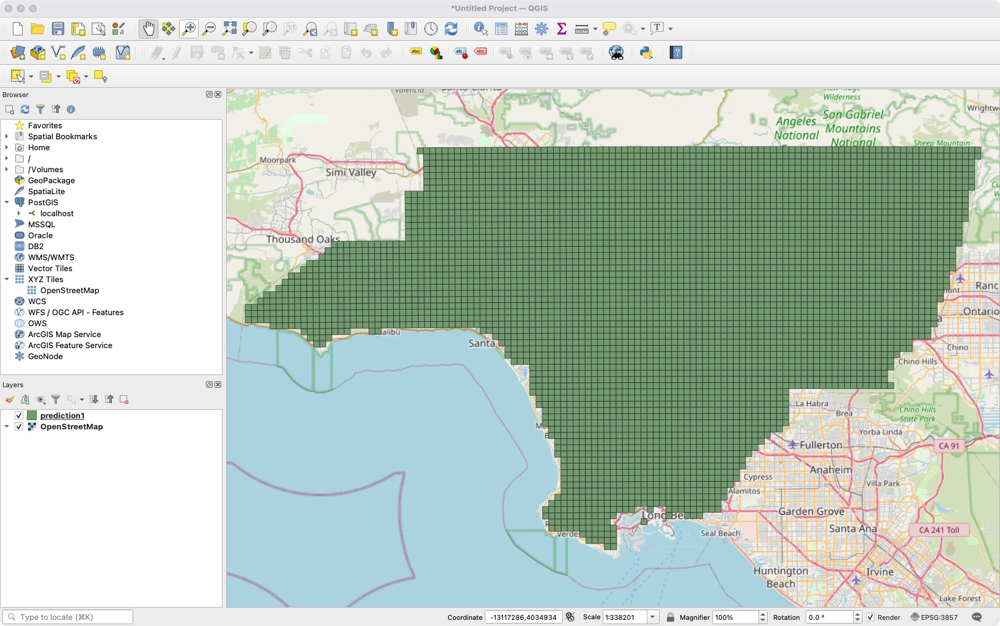 *Untitled Project — QGIS
Browser
Favorites
Spatial Bookmarks
Home
/
/Volumes
GeoPackage
SpatiaLite
PostGIS
localhost
MSSQL
Oracle
DB2
WMS/WMTS
Vector Tiles
XYZ Tiles
OpenStreetMap
WCS
WFS / OGC API - Features
OWS
ArcGIS Map Service
ArcGIS Feature Service
GeoNode
Layers
prediction1
OpenStreetMap
Valencia
Wilderness
Wrightw
Angeles
National
San Gabriel
Mountains
National
Sheep Mountain
Moorpark
Simi Valley
Thousand Oaks
Ranc
mont
Ontario
alibu
Santa
Chino
Chino Hills
La Habra
Brea
Chino Hills
State Park
Yorba Linda
Fullerton
CA 91
Anaheim
Cypress
Villa Park
Alamitos
Garden Grove
Long Be
Santa Ana
CA 241 Toll
Verdes
Seal Beach
Huntington
Beach
Irvine
Lake Forest
Type to locate (⌘K)
Coordinate -13117286,4034934
Scale 1:338201
Magnifier 100%
Rotation 0.0 °
Render
EPSG:3857